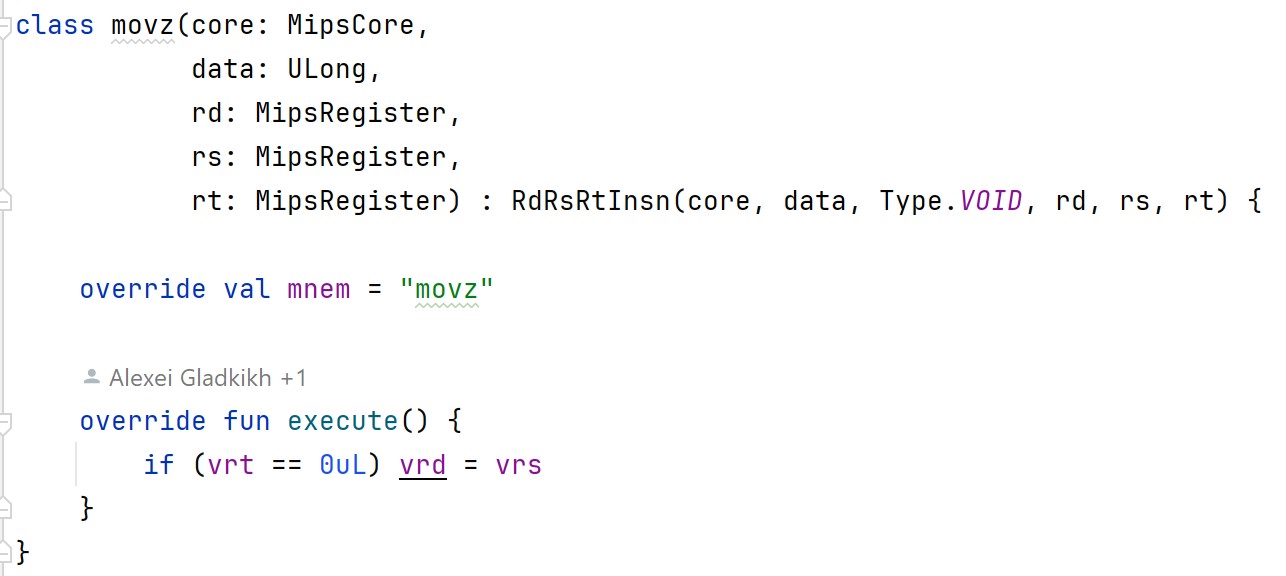 class movz(core: MipsCore,
           data: ULong,
           rd: MipsRegister,
           rs: MipsRegister,
           rt: MipsRegister) : RdRsRtInsn(core, data, Type.VOID, rd, rs, rt) {
    override val mnem = "movz"
    Alexei Gladkikh +1
    override fun execute() {
        if (vrt == 0uL) vrd = vrs
    }
}